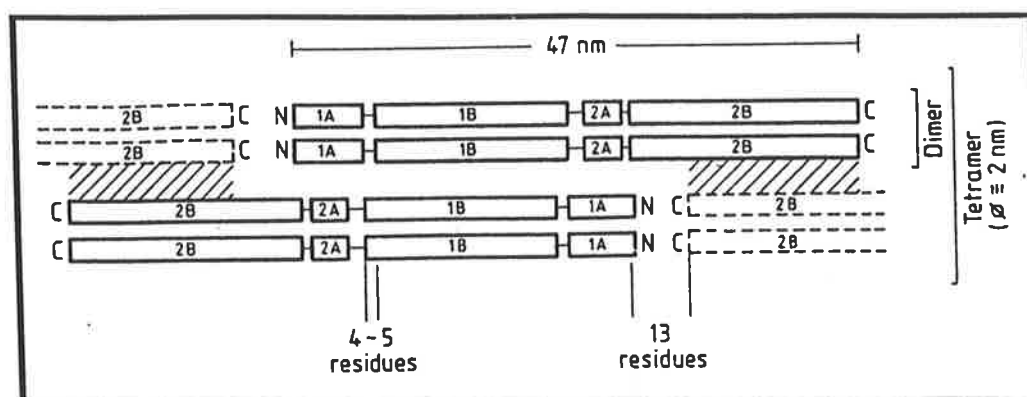 47 nm
2B C N 1A 1B 2A 2B C
2B C N 1A 1B 2A 2B C
C 2B 2A 1B 1A N C 2B
C 2B 2A 1B 1A N C 2B
4-5
residues
13
residues
Dimer
Tetramer
(ø ≡ 2 nm)